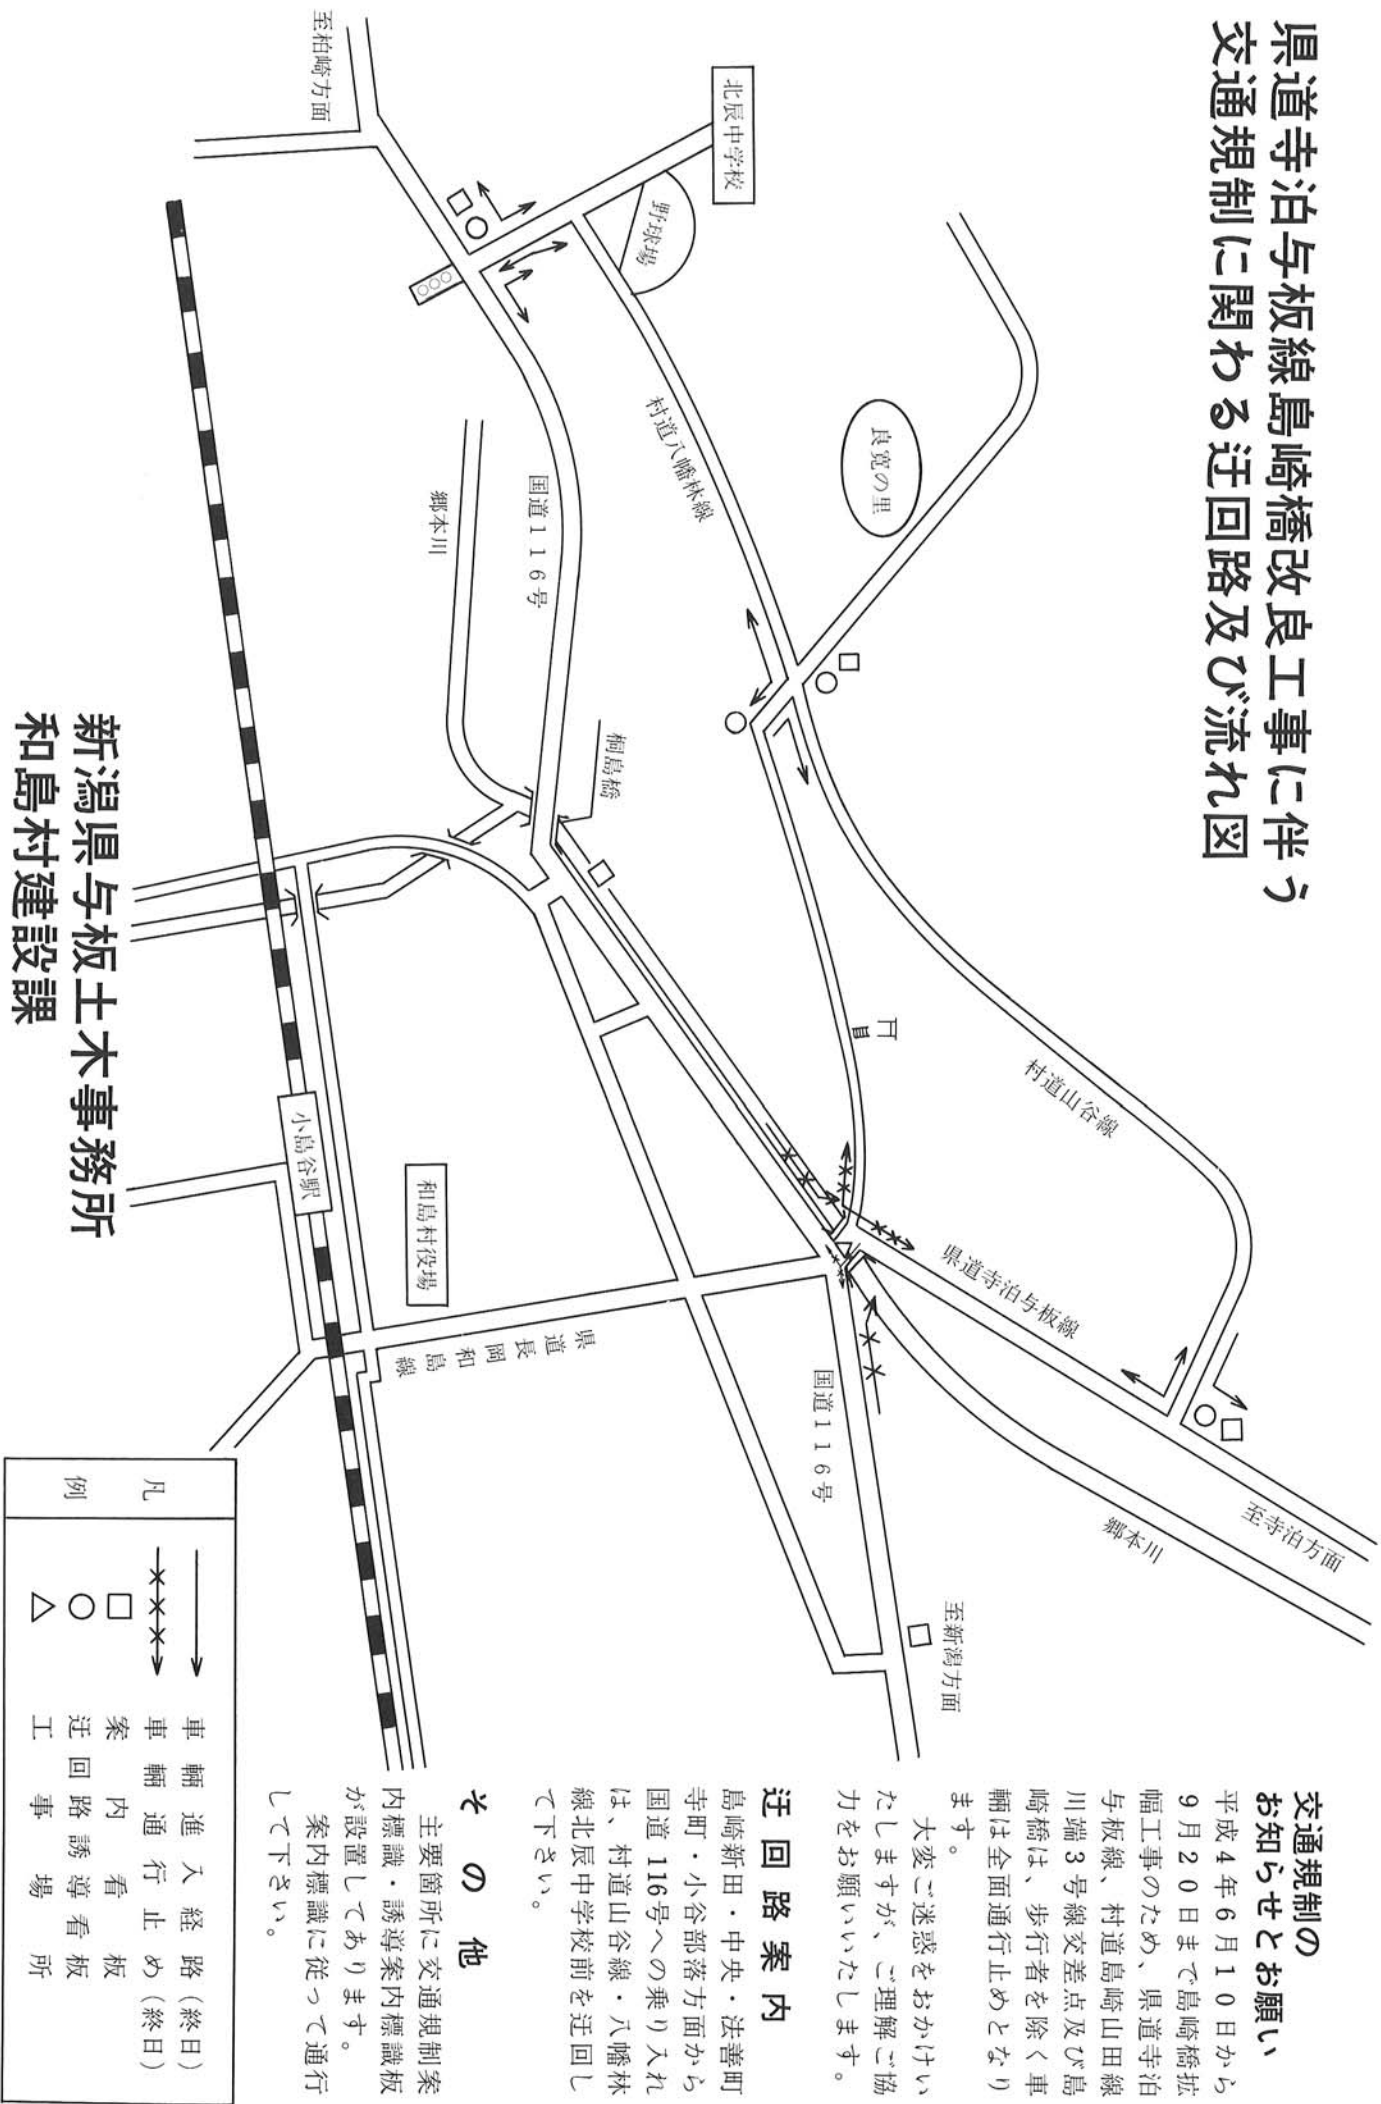 県道寺泊与板線島崎橋改良工事に伴う
交通規制に関わる迂回路及び流れ図
交通規制の
お知らせとお願い
平成4年6月10日から
9月20日まで島崎橋拡
幅工事のため、県道寺泊
与板線、村道島崎山田線
川端3号線交差点及び島
崎橋は、歩行者を除く車
輛は全面通行止めとなり
ます。
大変ご迷惑をおかけい
たしますが、ご理解ご協
力をお願いいたします。
迂回路案内
島崎新田・中央・法善町
寺町・小谷部落方面から
国道116号への乗り入れ
は、村道山谷線・八幡林
線北辰中学校前を迂回し
て下さい。
その他
主要箇所に交通規制案
内標識・誘導案内標識板
が設置してあります。
案内標識に従って通行
して下さい。
至柏崎方面
北辰中学校
野球場
村道八幡林線
良寛の里
国道116号
郷本川
桐島橋
村道山谷線
県道寺泊与板線
至寺泊方面
郷本川
国道116号
至新潟方面
県道長岡和島線
和島村役場
小島谷駅
凡例
車輛進入経路(終日)
車輛通行止め(終日)
案内看板
迂回路誘導看板
工事場所
新潟県与板土木事務所
和島村建設課